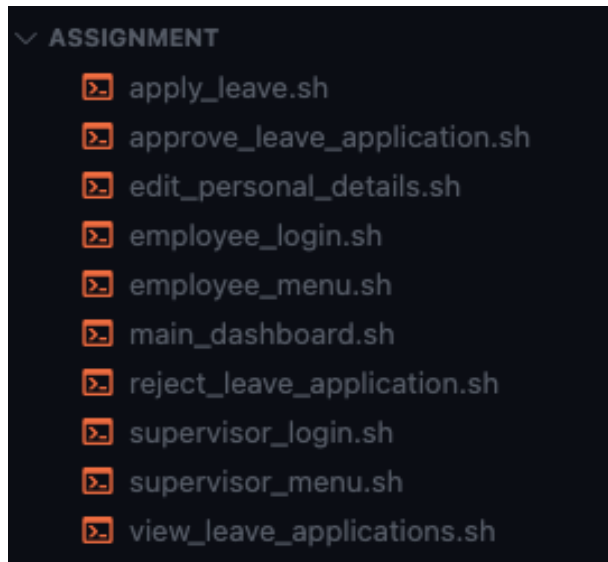 ASSIGNMENT
apply_leave.sh
approve_leave_application.sh
edit_personal_details.sh
employee_login.sh
employee_menu.sh
main_dashboard.sh
reject_leave_application.sh
supervisor_login.sh
supervisor_menu.sh
view_leave_applications.sh